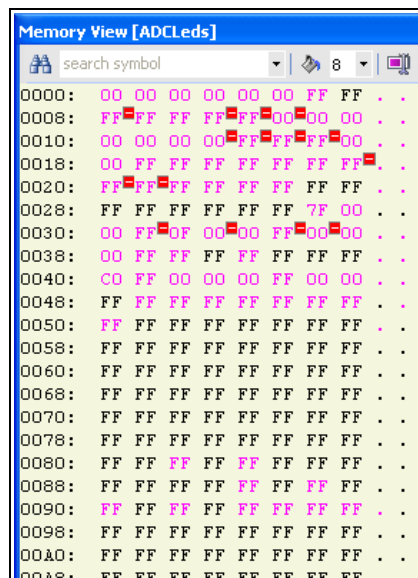 Memory View [ADCLeds]
search symbol 8
0000: 00 00 00 00 00 00 FF FF . .
0008: FF FF FF FF FF 00 00 00 . .
0010: 00 00 00 00 FF FF FF 00 . .
0018: 00 FF FF FF FF FF FF FF . .
0020: FF FF FF FF FF FF FF FF . .
0028: FF FF FF FF FF FF 7F 00 . .
0030: 00 FF 0F 00 00 FF 00 00 . .
0038: 00 FF FF FF FF FF FF FF . .
0040: C0 FF 00 00 00 FF 00 00 . .
0048: FF FF FF FF FF FF FF FF . .
0050: FF FF FF FF FF FF FF FF . .
0058: FF FF FF FF FF FF FF FF . .
0060: FF FF FF FF FF FF FF FF . .
0068: FF FF FF FF FF FF FF FF . .
0070: FF FF FF FF FF FF FF FF . .
0078: FF FF FF FF FF FF FF FF . .
0080: FF FF FF FF FF FF FF FF . .
0088: FF FF FF FF FF FF FF FF . .
0090: FF FF FF FF FF FF FF FF . .
0098: FF FF FF FF FF FF FF FF . .
00A0: FF FF FF FF FF FF FF FF . .
00A8: FF FF FF FF FF FF FF FF . .